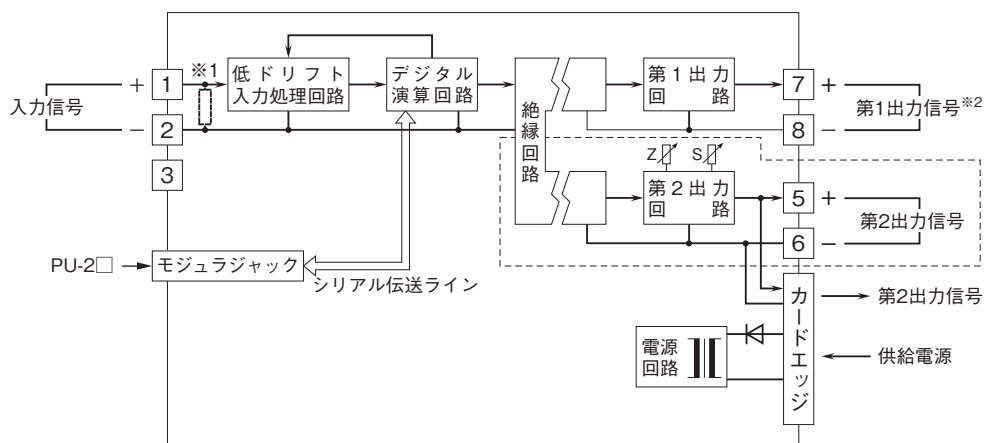 入力信号
+
−
1
2
3
※1
低ドリフト
入力処理回路
デジタル
演算回路
絶縁回路
第1出力
回　　路
7
8
+
−
第1出力信号※2
Z
S
第2出力
回　　路
5
6
+
−
第2出力信号
PU-2□
モジュラジャック
シリアル伝送ライン
電源
回路
カードエッジ
第2出力信号
供給電源